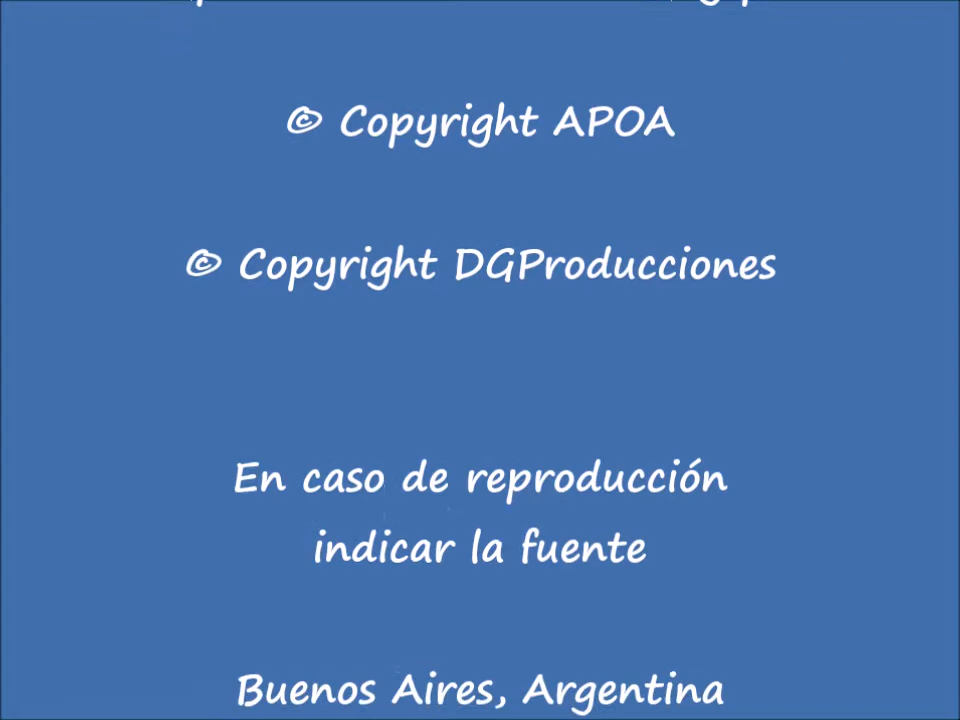 © Copyright APOA
© Copyright DGProducciones
En caso de reproducción
indicar la fuente
Buenos Aires, Argentina